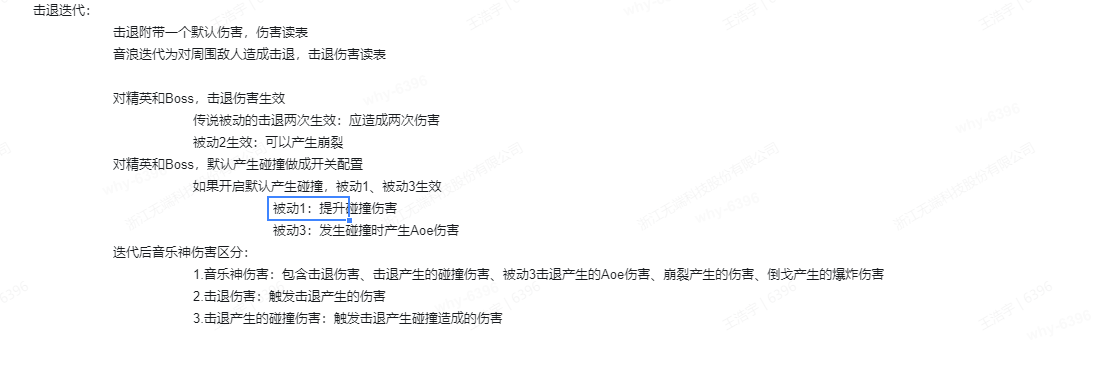 击退迭代：
击退附带一个默认伤害，伤害读表
音浪迭代为对周围敌人造成击退，击退伤害读表
对精英和Boss，击退伤害生效
传说被动的击退两次生效：应造成两次伤害
被动2生效：可以产生崩裂
对精英和Boss，默认产生碰撞做成开关配置
如果开启默认产生碰撞，被动1、被动3生效
被动1：提升碰撞伤害
被动3：发生碰撞时产生Aoe伤害
迭代后音乐神伤害区分：
1.音乐神伤害：包含击退伤害、击退产生的碰撞伤害、被动3击退产生的Aoe伤害、崩裂产生的伤害、倒戈产生的爆炸伤害
2.击退伤害：触发击退产生的伤害
3.击退产生的碰撞伤害：触发击退产生碰撞造成的伤害